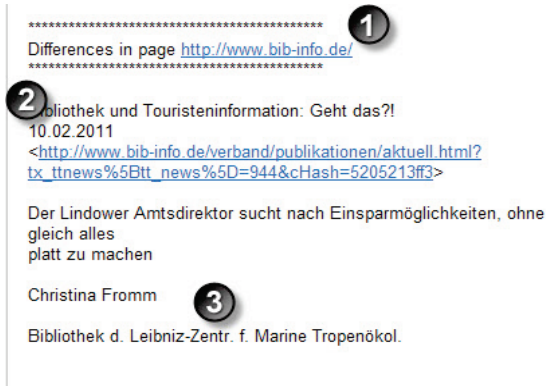 ********************************************
1
Differences in page http://www.bib-info.de/
********************************************
2
bliothek und Touristeninformation: Geht das?!
10.02.2011
<http://www.bib-info.de/verband/publikationen/aktuell.html?
tx_ttnews%5Btt_news%5D=944&cHash=5205213ff3>
Der Lindower Amtsdirektor sucht nach Einsparmöglichkeiten, ohne
gleich alles
platt zu machen
Christina Fromm
3
Bibliothek d. Leibniz-Zentr. f. Marine Tropenökol.